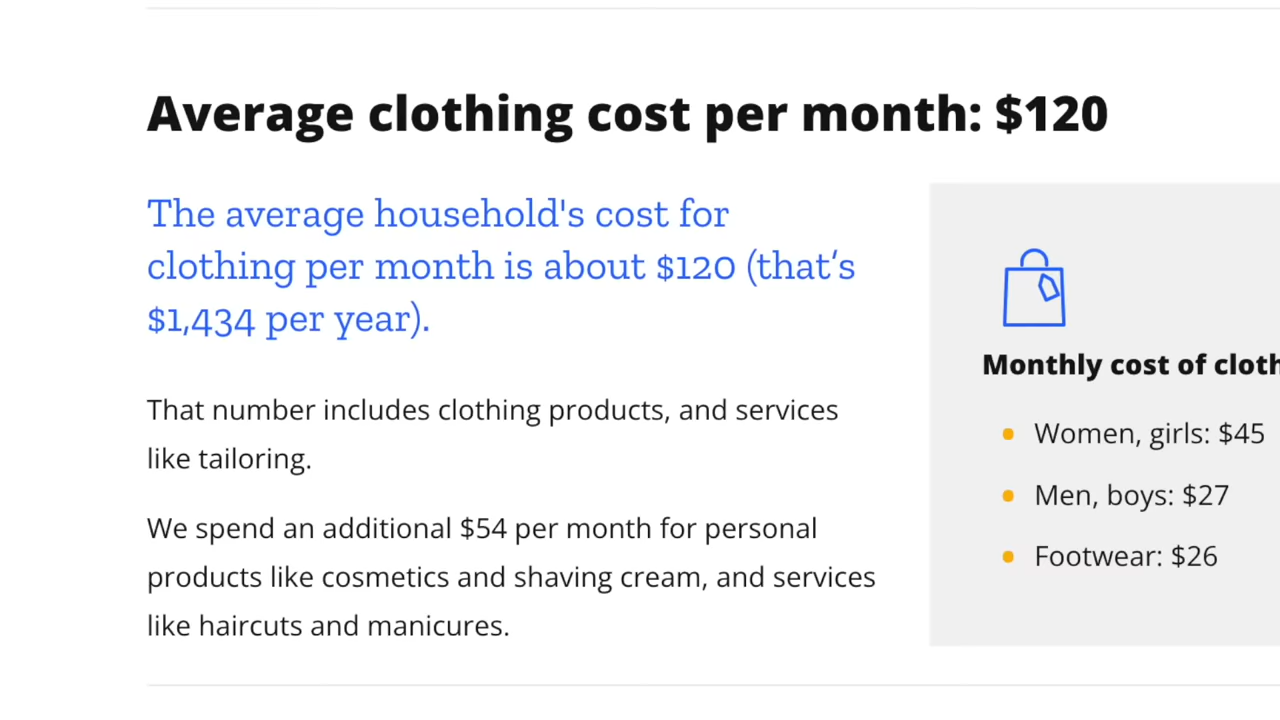 Average clothing cost per month: $120
The average household's cost for
clothing per month is about $120 (that's
$1,434 per year).
That number includes clothing products, and services
like tailoring.
We spend an additional $54 per month for personal
products like cosmetics and shaving cream, and services
like haircuts and manicures.
Monthly cost of cloth
Women, girls: $45
Men, boys: $27
Footwear: $26